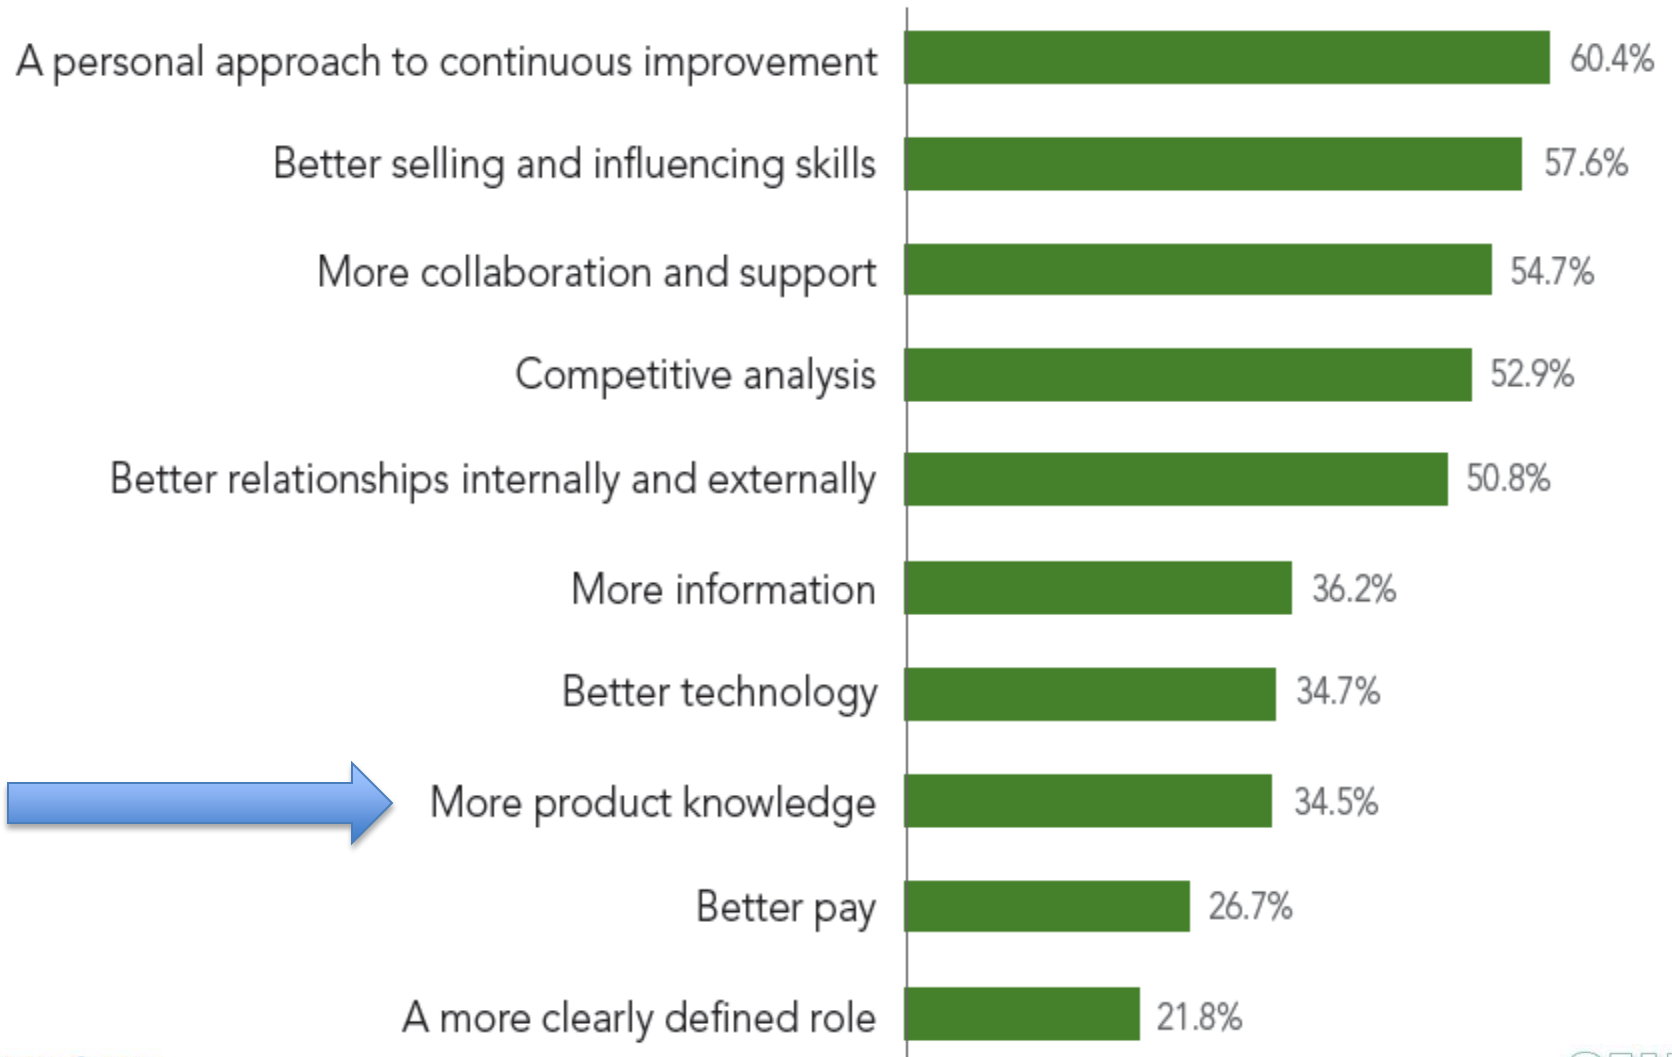 A personal approach to continuous improvement 60.4%
Better selling and influencing skills 57.6%
More collaboration and support 54.7%
Competitive analysis 52.9%
Better relationships internally and externally 50.8%
More information 36.2%
Better technology 34.7%
More product knowledge 34.5%
Better pay 26.7%
A more clearly defined role 21.8%